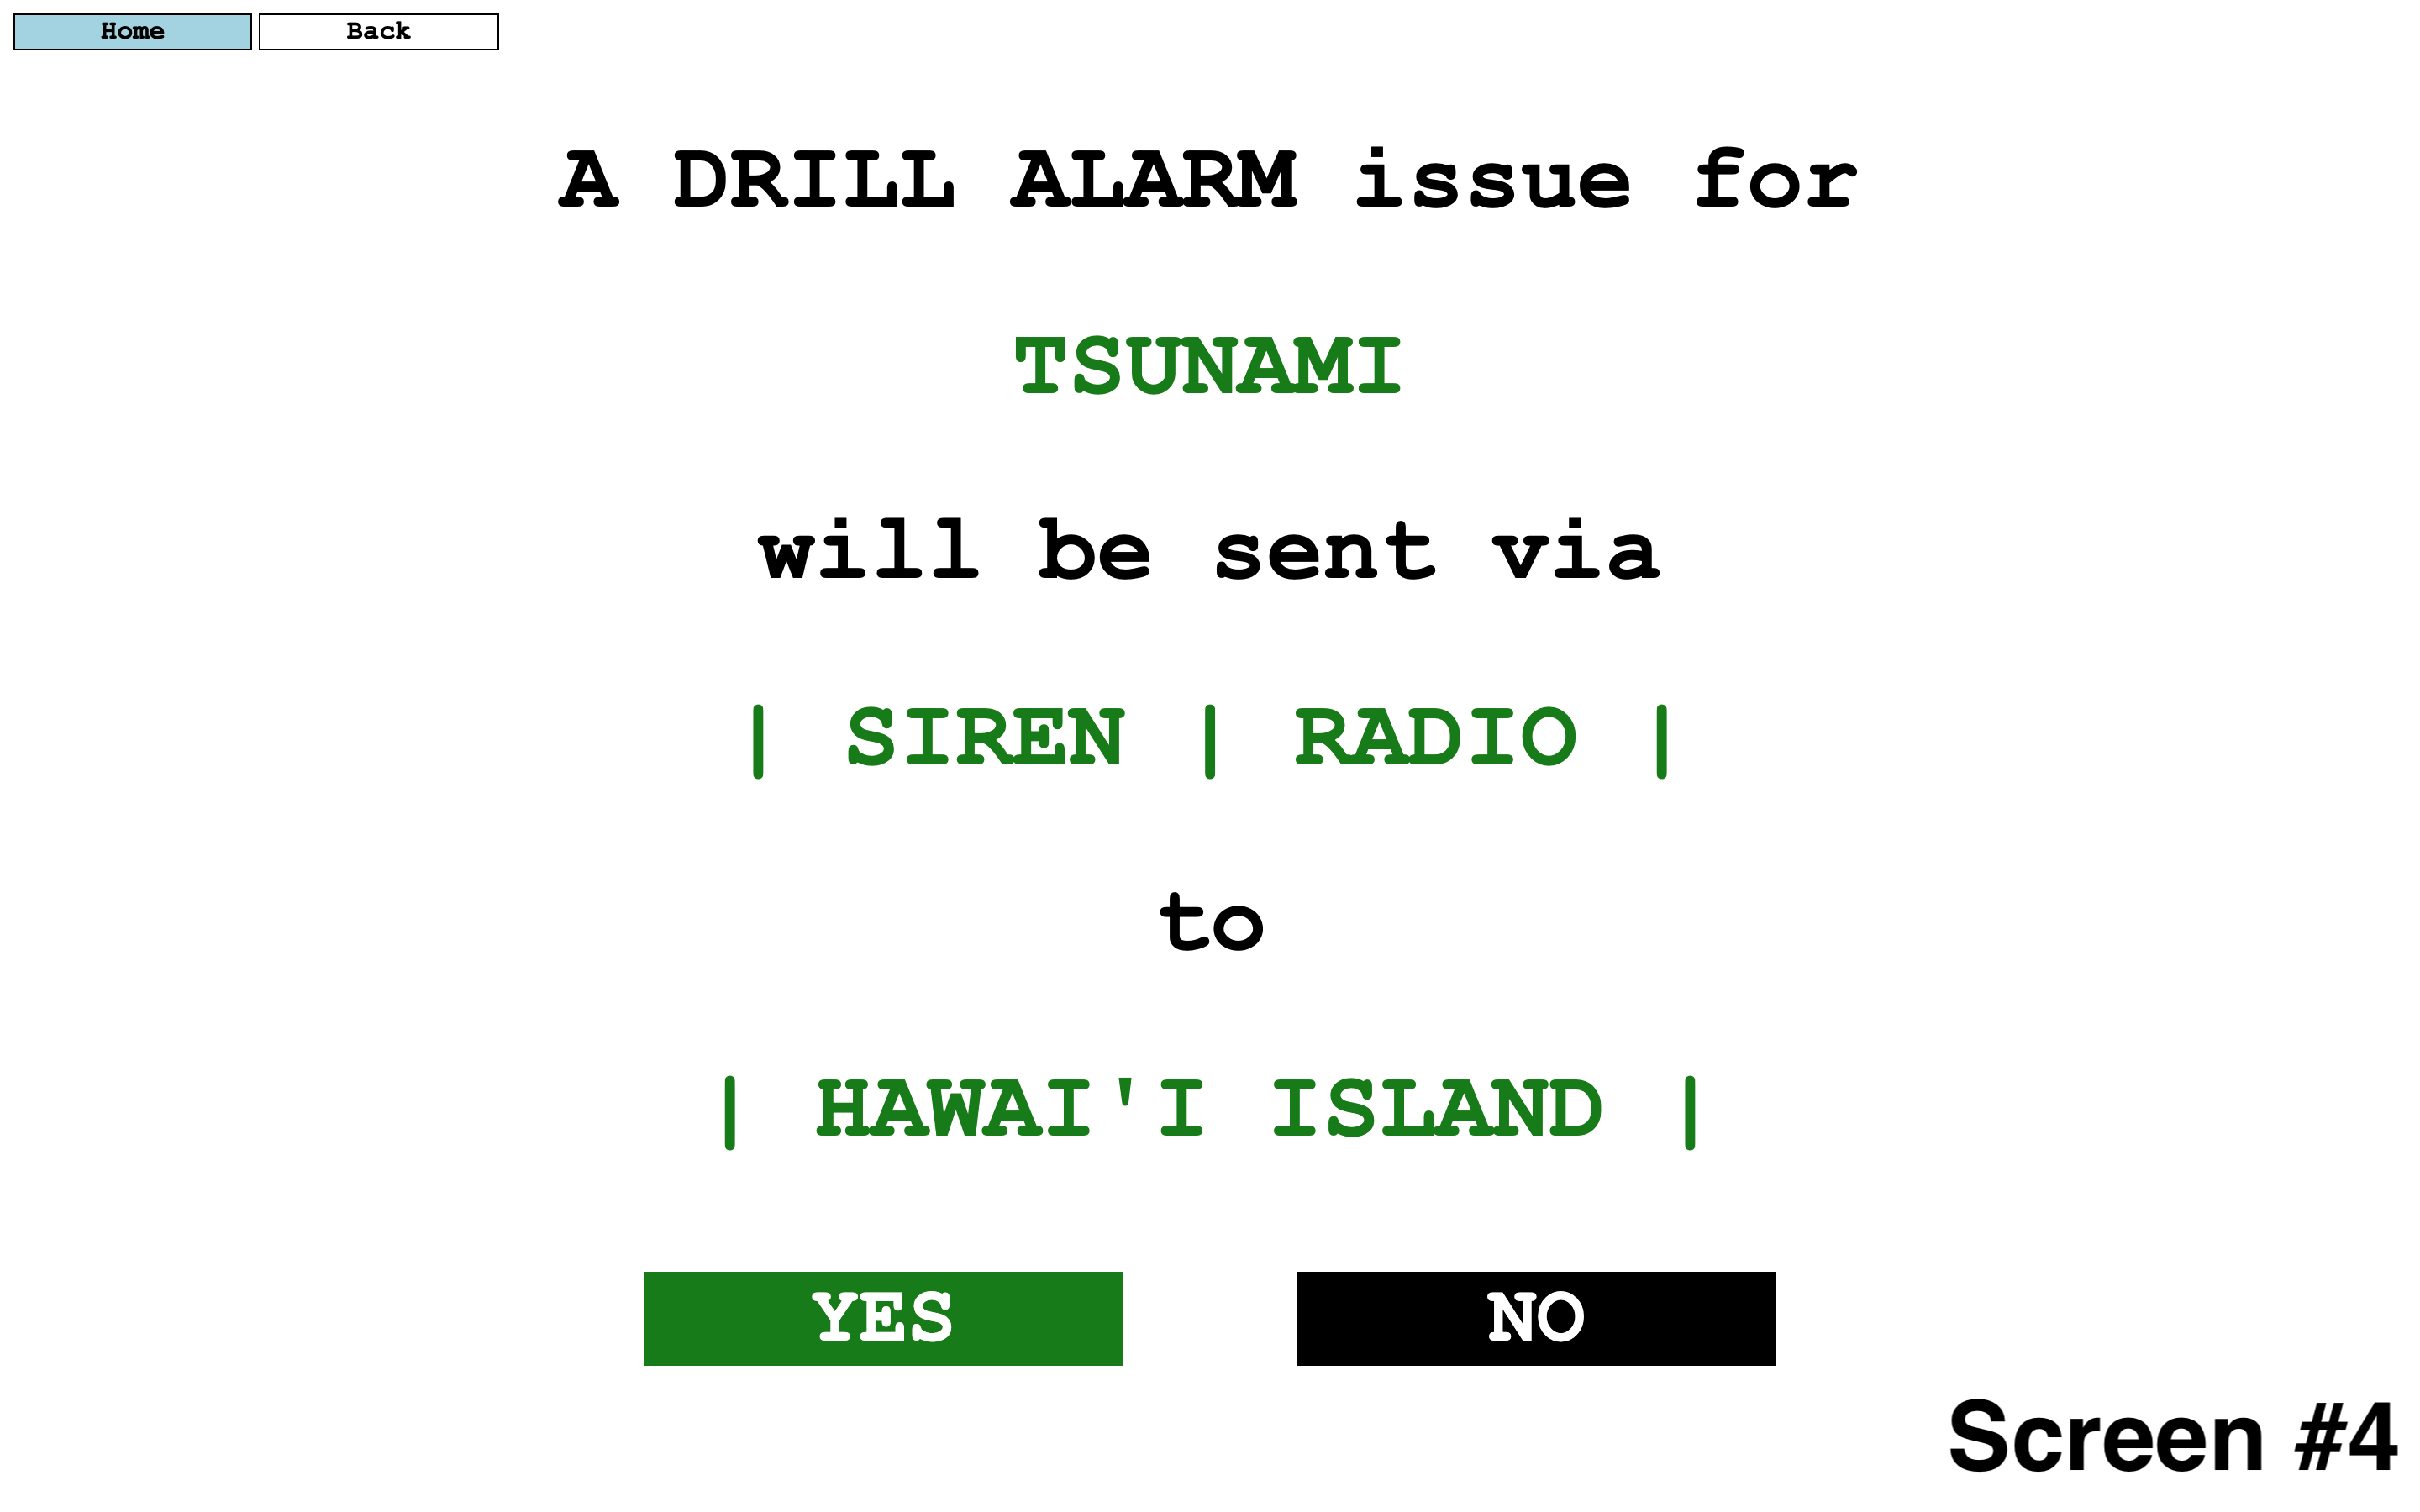 Home Back
A DRILL ALARM issue for
TSUNAMI
will be sent via
| SIREN | RADIO |
to
| HAWAI'I ISLAND |
YES NO
Screen #4